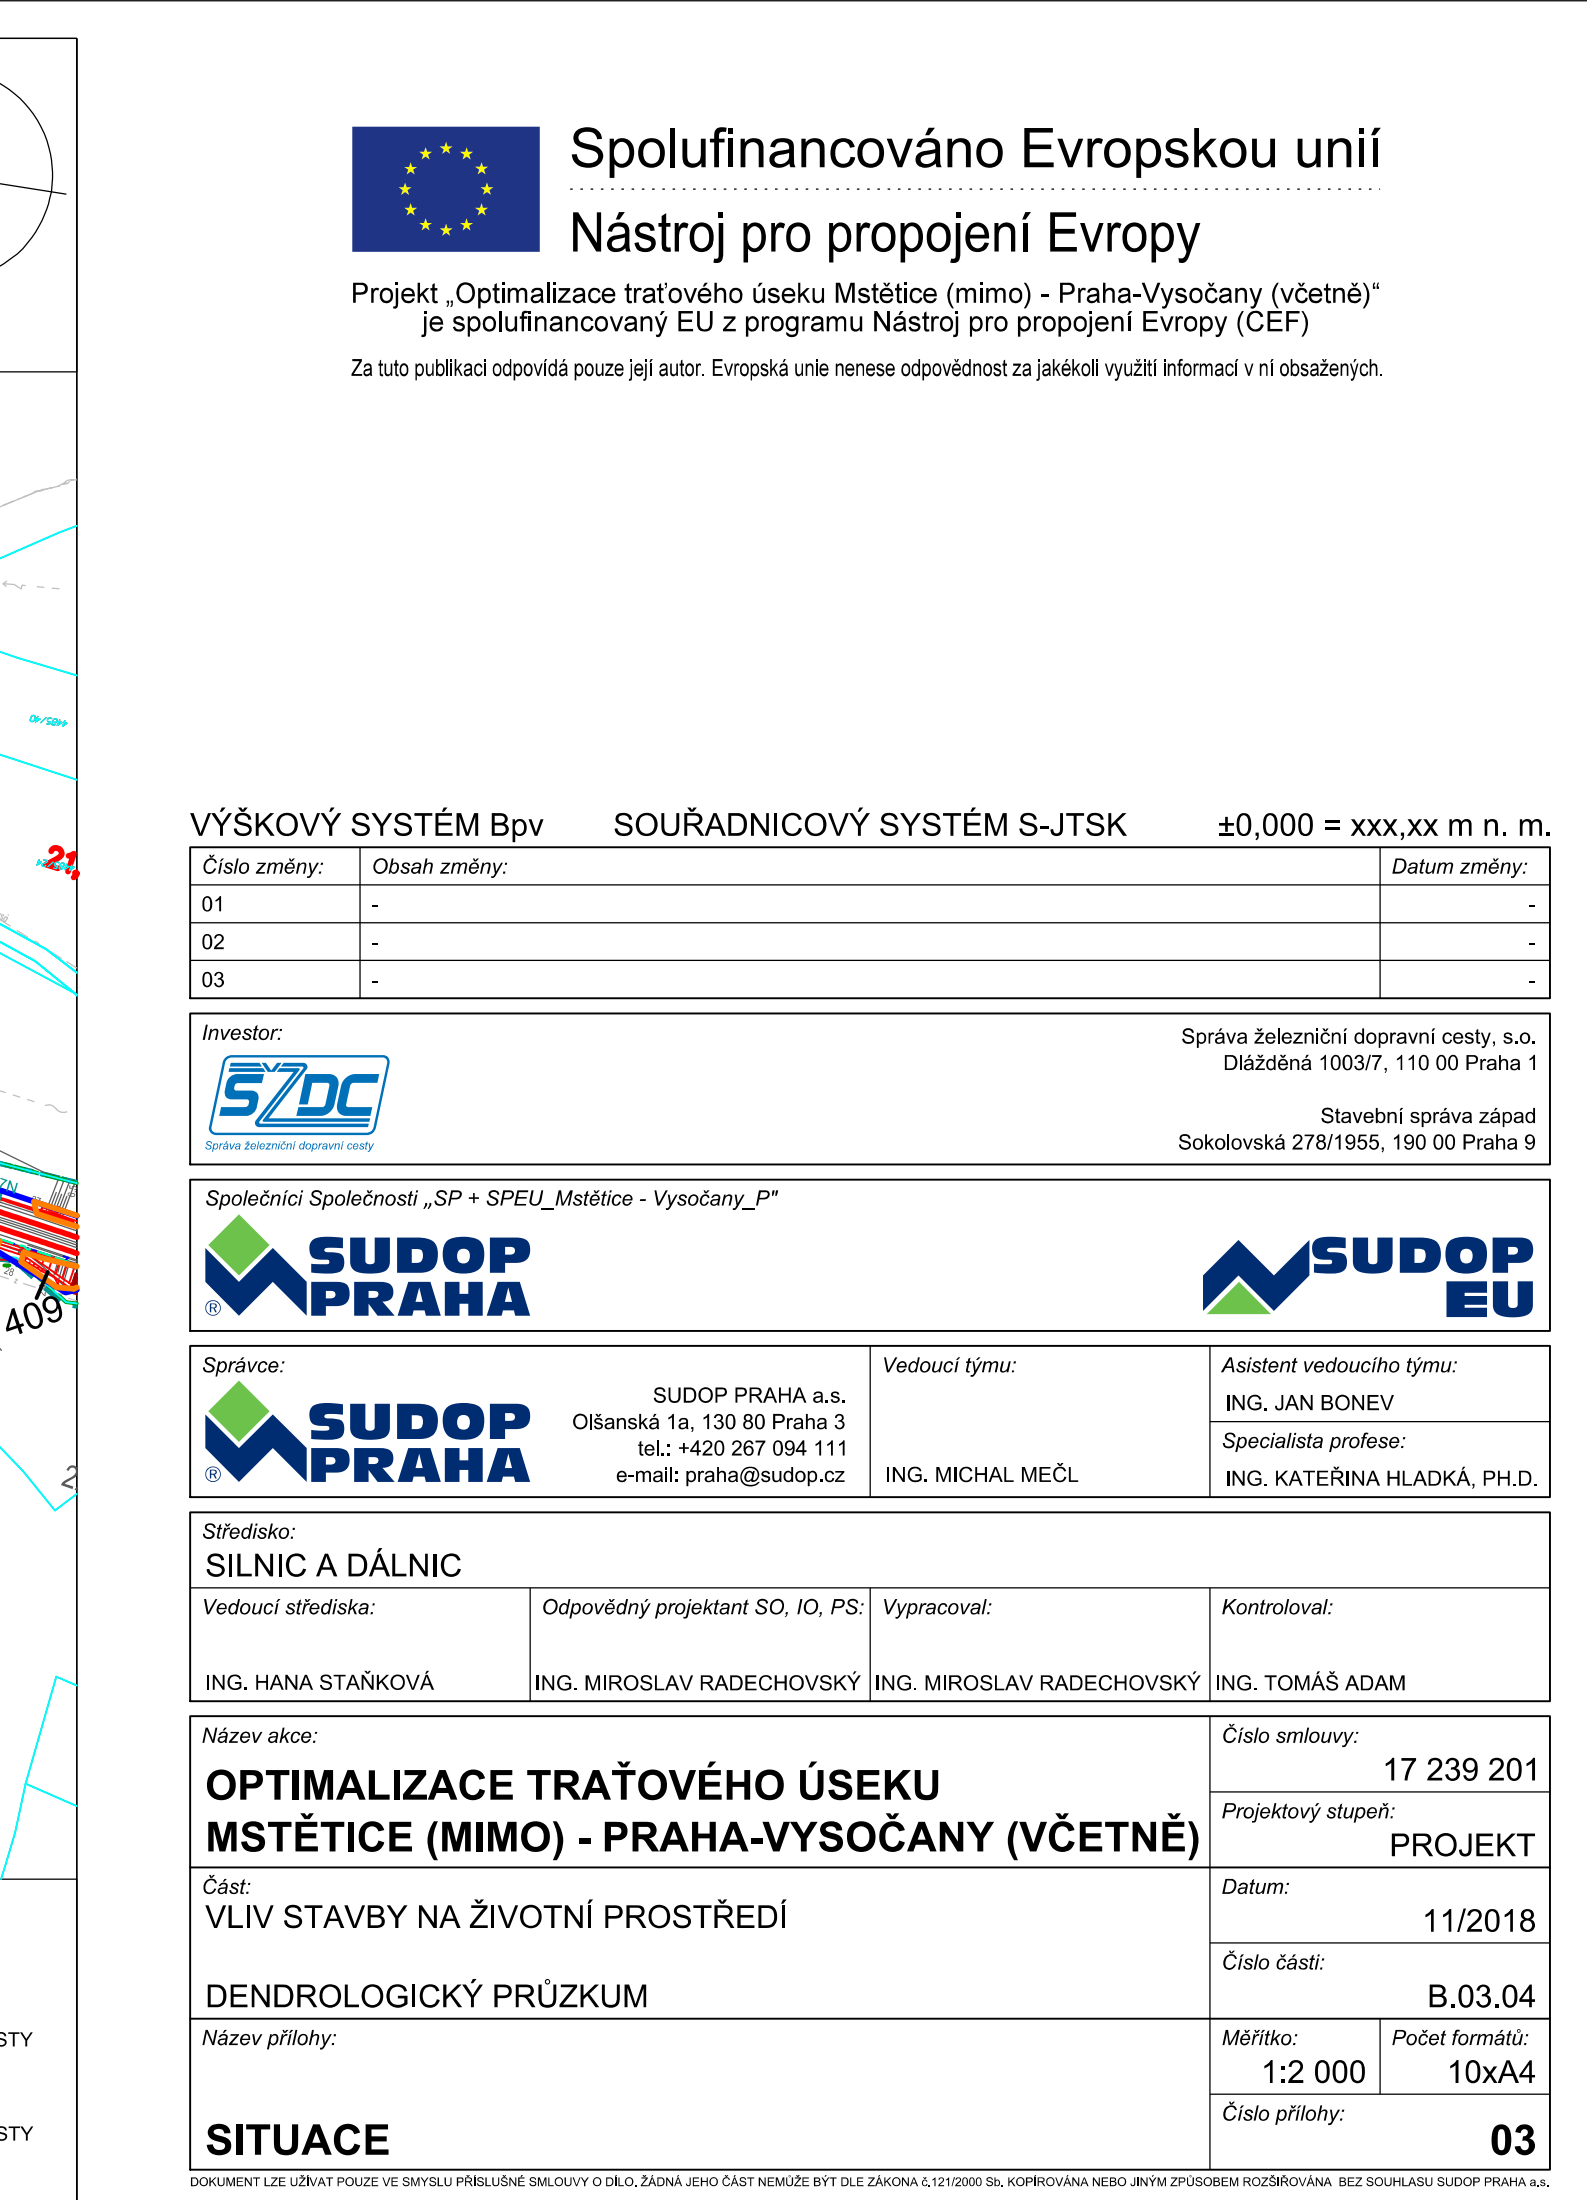 Spolufinancováno Evropskou unií
Nástroj pro propojení Evropy
Projekt „Optimalizace traťového úseku Mstětice (mimo) - Praha-Vysočany (včetně)“
je spolufinancovaný EU z programu Nástroj pro propojení Evropy (CEF)
Za tuto publikaci odpovídá pouze její autor. Evropská unie nenese odpovědnost za jakékoli využití informací v ní obsažených.
4485/40
21,
409
2
STY
STY
VÝŠKOVÝ SYSTÉM Bpv SOUŘADNICOVÝ SYSTÉM S-JTSK ±0,000 = xxx,xx m n. m.
Číslo změny: Obsah změny: Datum změny:
01 - -
02 - -
03 - -
Investor:
Správa železniční dopravní cesty, s.o.
Dlážděná 1003/7, 110 00 Praha 1
SŽDC
Správa železniční dopravní cesty
Stavební správa západ
Sokolovská 278/1955, 190 00 Praha 9
Společníci Společnosti „SP + SPEU_Mstětice - Vysočany_P"
SUDOP
PRAHA
®
SUDOP
EU
Správce:
SUDOP
PRAHA
®
SUDOP PRAHA a.s.
Olšanská 1a, 130 80 Praha 3
tel.: +420 267 094 111
e-mail: praha@sudop.cz
Vedoucí týmu:
ING. MICHAL MEČL
Asistent vedoucího týmu:
ING. JAN BONEV
Specialista profese:
ING. KATEŘINA HLADKÁ, PH.D.
Středisko:
SILNIC A DÁLNIC
Vedoucí střediska: Odpovědný projektant SO, IO, PS: Vypracoval: Kontroloval:
ING. HANA STAŇKOVÁ ING. MIROSLAV RADECHOVSKÝ ING. MIROSLAV RADECHOVSKÝ ING. TOMÁŠ ADAM
Název akce:
OPTIMALIZACE TRAŤOVÉHO ÚSEKU
MSTĚTICE (MIMO) - PRAHA-VYSOČANY (VČETNĚ)
Číslo smlouvy:
17 239 201
Projektový stupeň:
PROJEKT
Část:
VLIV STAVBY NA ŽIVOTNÍ PROSTŘEDÍ
DENDROLOGICKÝ PRŮZKUM
Datum:
11/2018
Číslo části:
B.03.04
Název přílohy:
SITUACE
Měřítko:
1:2 000
Počet formátů:
10xA4
Číslo přílohy:
03
DOKUMENT LZE UŽÍVAT POUZE VE SMYSLU PŘÍSLUŠNÉ SMLOUVY O DÍLO. ŽÁDNÁ JEHO ČÁST NEMŮŽE BÝT DLE ZÁKONA č.121/2000 Sb. KOPÍROVÁNA NEBO JINÝM ZPŮSOBEM ROZŠIŘOVÁNA BEZ SOUHLASU SUDOP PRAHA a.s.